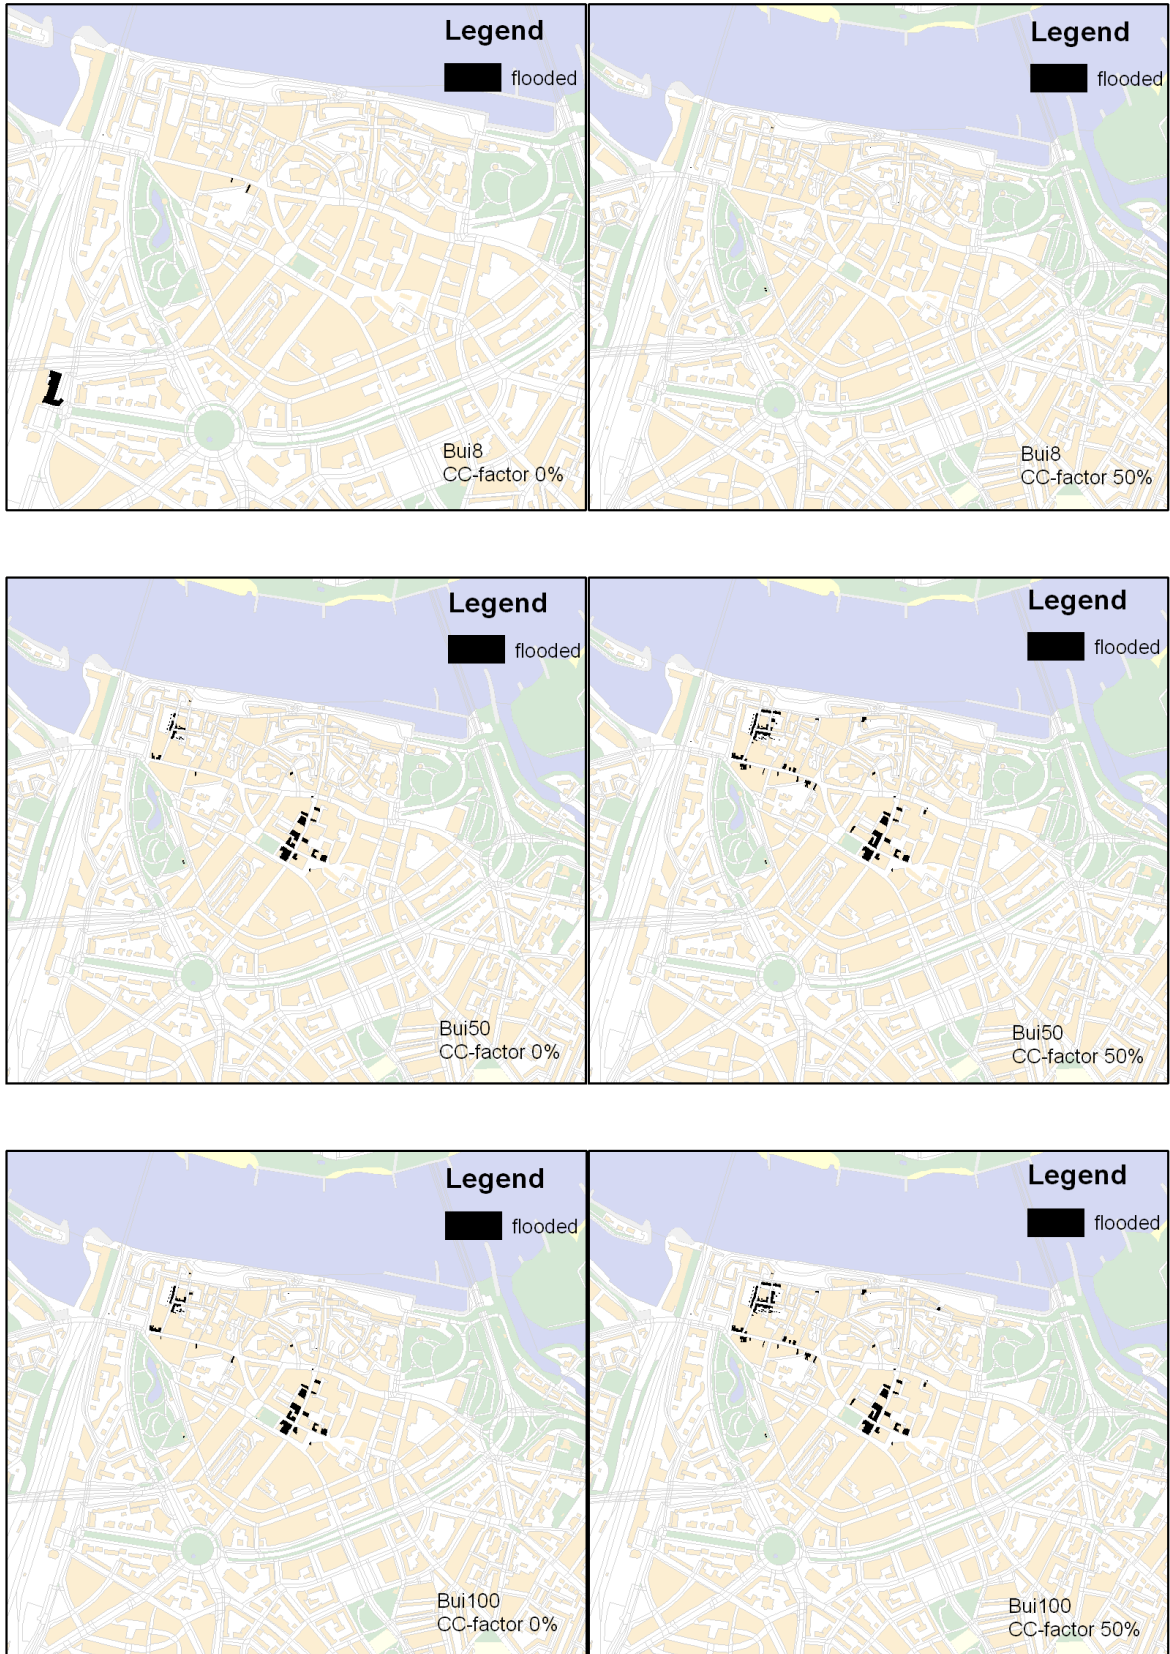 Legend
flooded
Bui8
CC-factor 0%
Legend
flooded
Bui8
CC-factor 50%
Legend
flooded
Bui50
CC-factor 0%
Legend
flooded
Bui50
CC-factor 50%
Legend
flooded
Bui100
CC-factor 0%
Legend
flooded
Bui100
CC-factor 50%